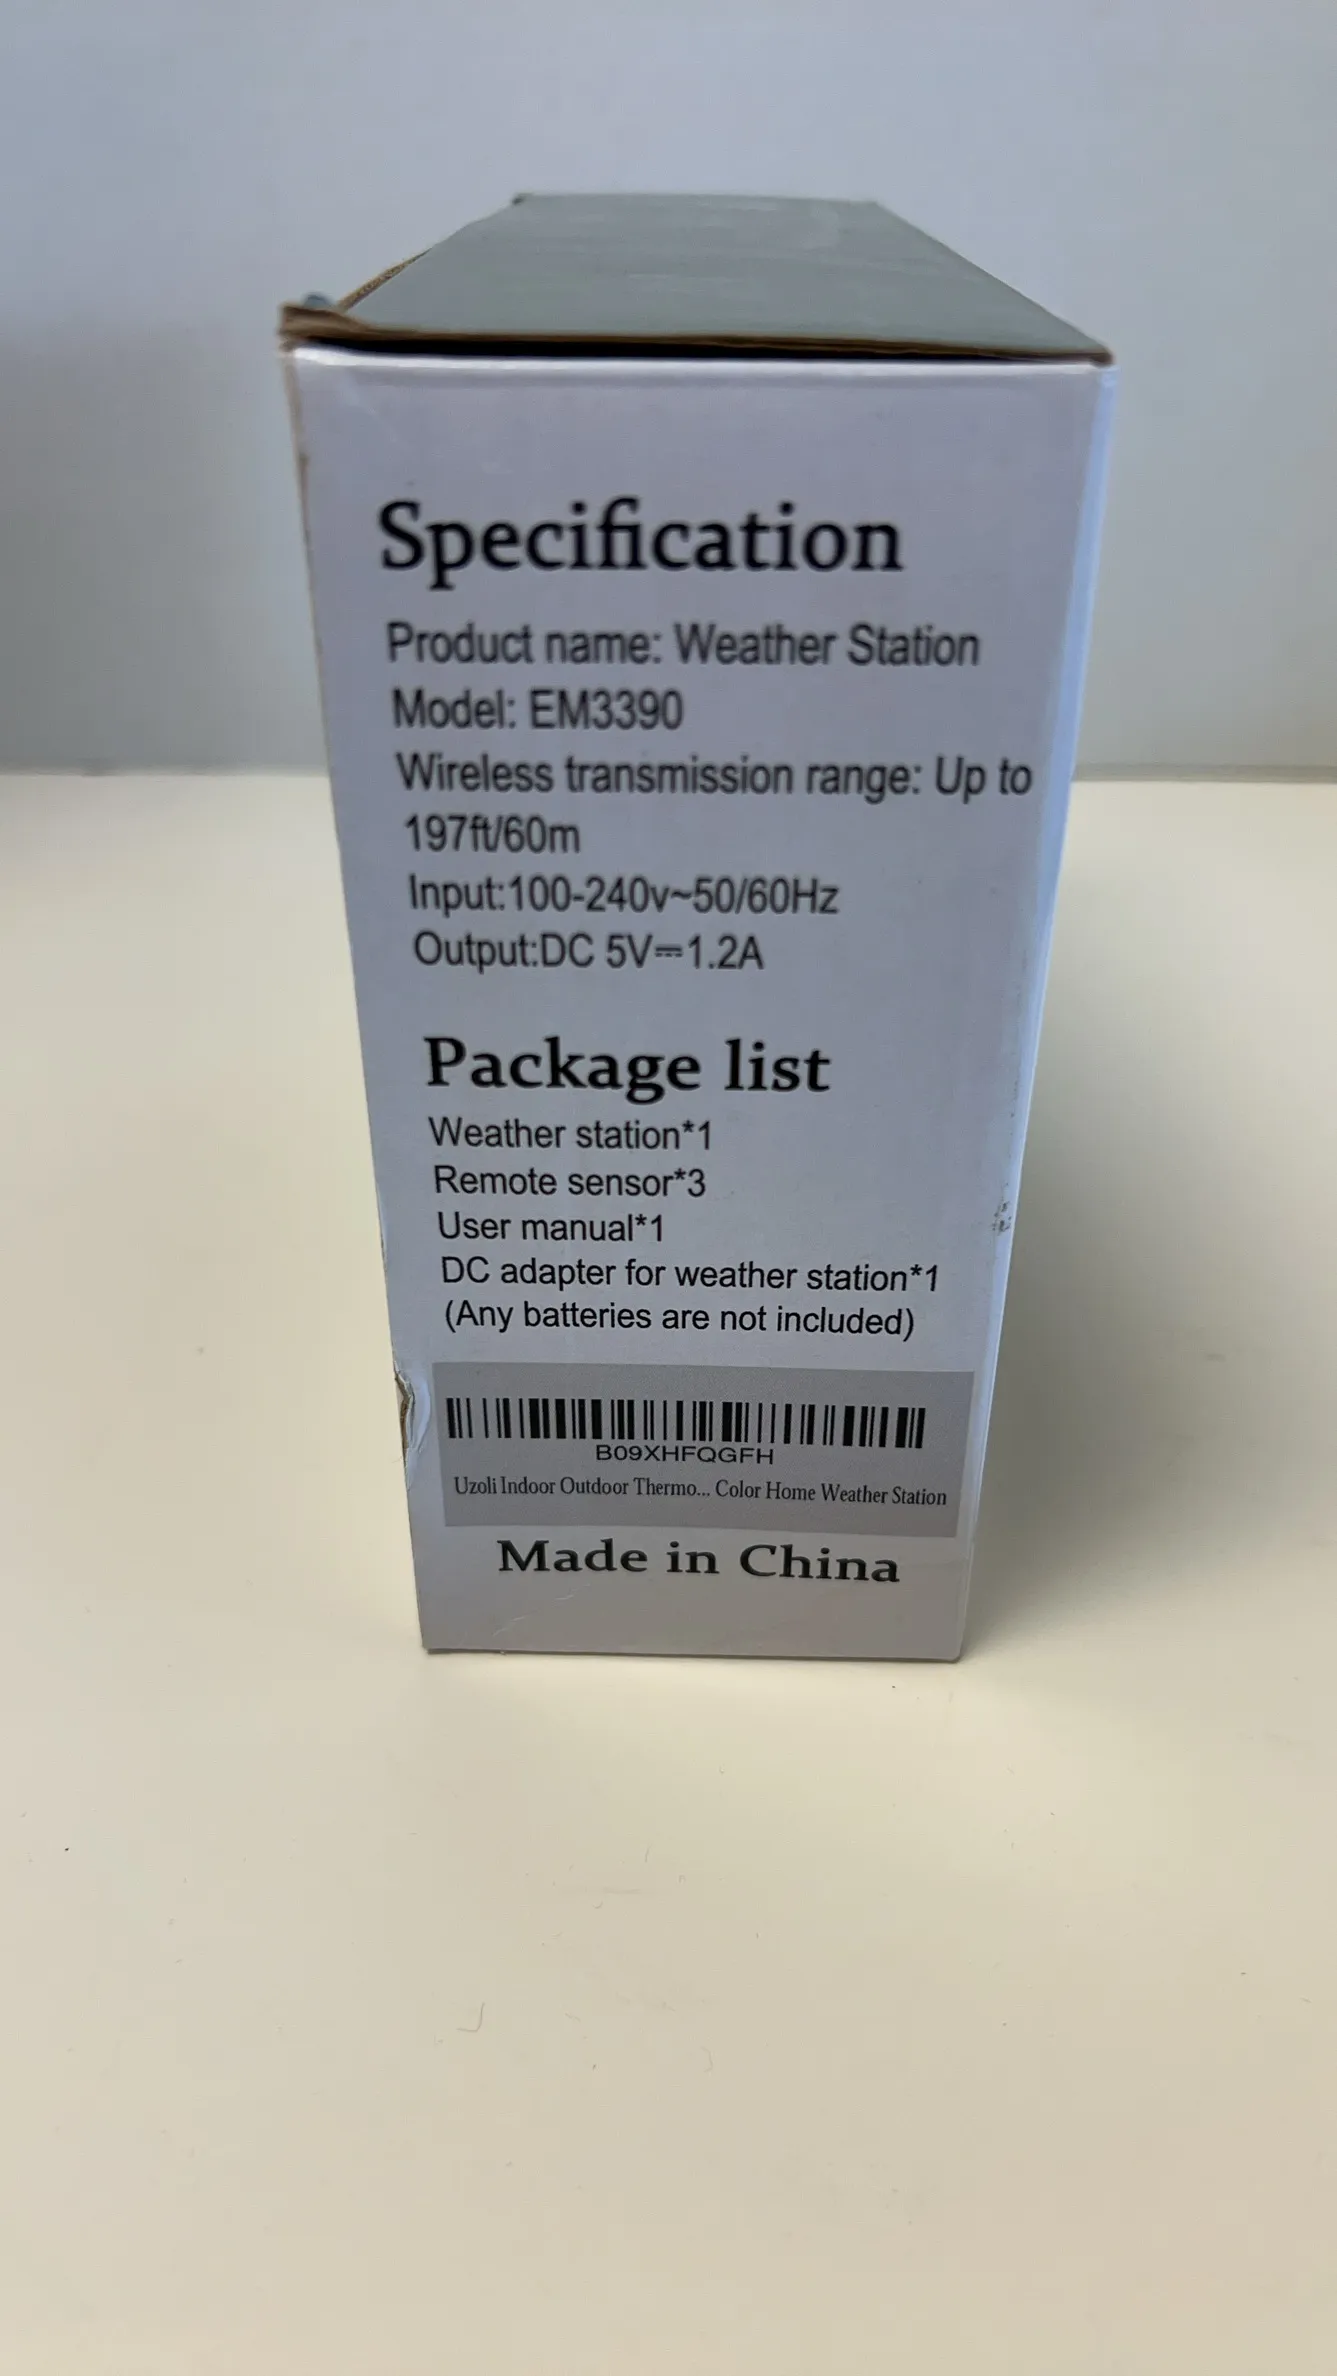 Specification
Product name: Weather Station
Model: EM3390
Wireless transmission range: Up to
197ft/60m
Input:100-240v~50/60Hz
Output:DC 5V⎓1.2A
Package list
Weather station*1
Remote sensor*3
User manual*1
DC adapter for weather station*1
(Any batteries are not included)
B09XHFQGFH
Uzoli Indoor Outdoor Thermo... Color Home Weather Station
Made in China